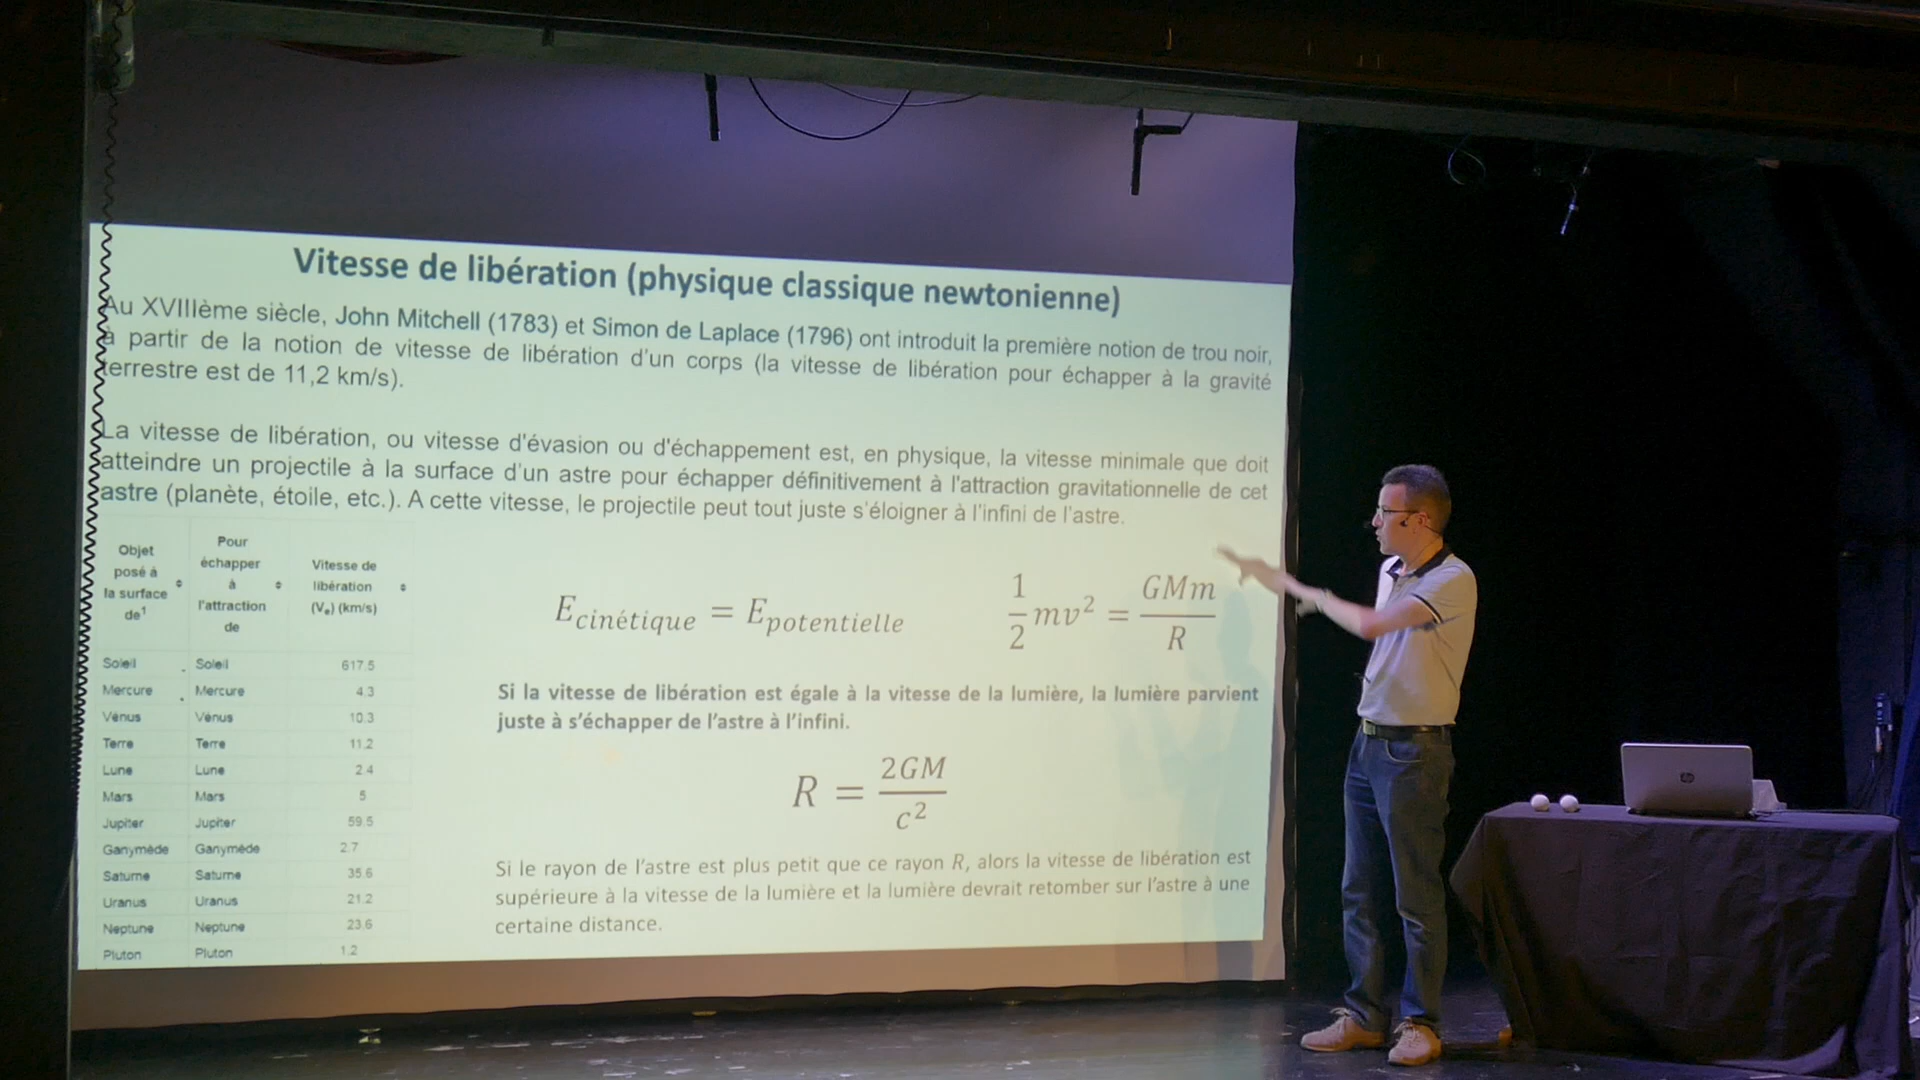 Vitesse de libération (physique classique newtonienne)
Au XVIIIème siècle, John Mitchell (1783) et Simon de Laplace (1796) ont introduit la première notion de trou noir,
à partir de la notion de vitesse de libération d'un corps (la vitesse de libération pour échapper à la gravité
terrestre est de 11,2 km/s).
La vitesse de libération, ou vitesse d'évasion ou d'échappement est, en physique, la vitesse minimale que doit
atteindre un projectile à la surface d'un astre pour échapper définitivement à l'attraction gravitationnelle de cet
astre (planète, étoile, etc.). A cette vitesse, le projectile peut tout juste s'éloigner à l'infini de l'astre.
Objet
posé à
la surface
de¹
Pour
échapper
à
l'attraction
de
Vitesse de
libération
(Vₑ) (km/s)
Soleil Soleil 617.5
Mercure Mercure 4.3
Vénus Vénus 10.3
Terre Terre 11.2
Lune Lune 2.4
Mars Mars 5
Jupiter Jupiter 59.5
Ganymède Ganymède 2.7
Saturne Saturne 35.6
Uranus Uranus 21.2
Neptune Neptune 23.6
Pluton Pluton 1.2
E cinétique = E potentielle
1/2 mv² = GMm/R
Si la vitesse de libération est égale à la vitesse de la lumière, la lumière parvient
juste à s'échapper de l'astre à l'infini.
R = 2GM/c²
Si le rayon de l'astre est plus petit que ce rayon R, alors la vitesse de libération est
supérieure à la vitesse de la lumière et la lumière devrait retomber sur l'astre à une
certaine distance.
hp